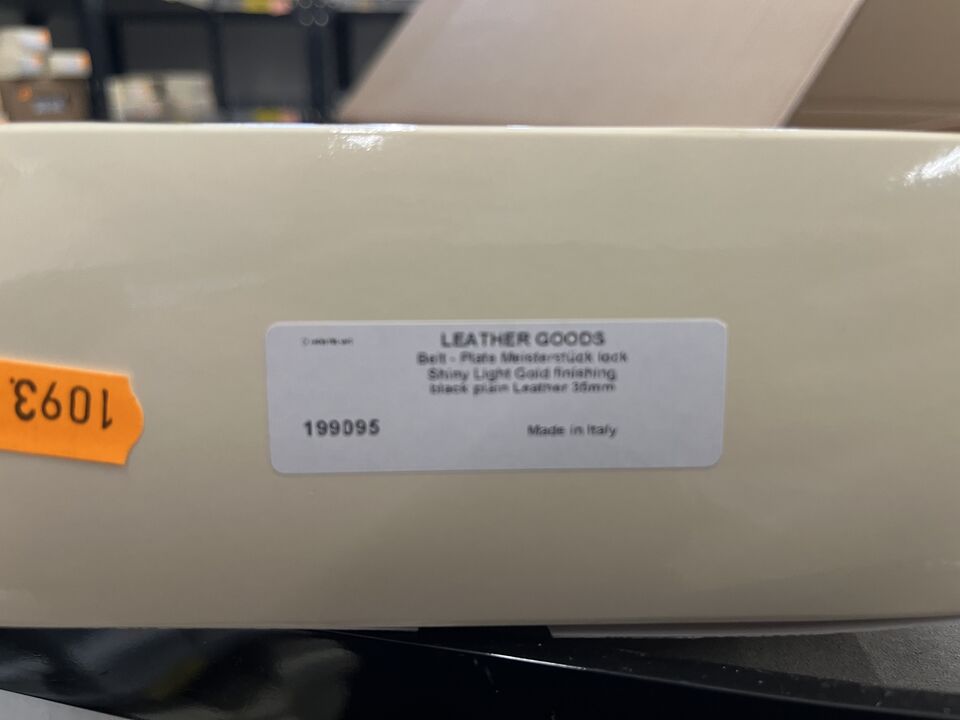 LEATHER GOODS
Belt - Plate Meisterstück lock
Shiny Light Gold finishing
black plain Leather 35mm
199095
Made in Italy
1093.